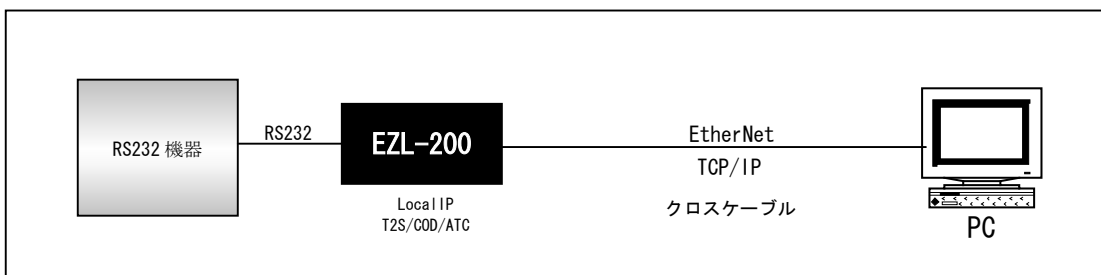 RS232 機器
RS232
EZL-200
LocalIP
T2S/COD/ATC
EtherNet
TCP/IP
クロスケーブル
PC